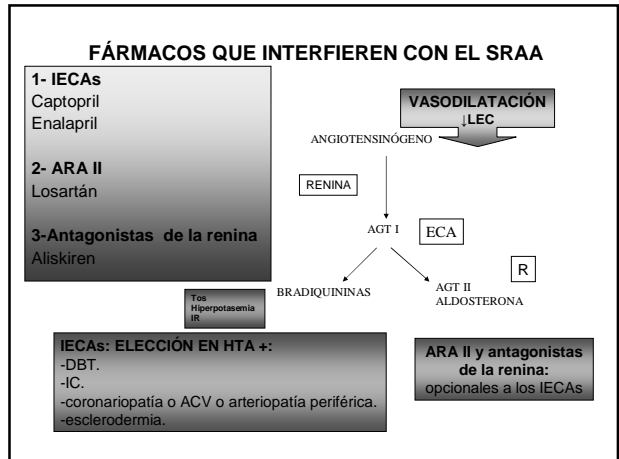 FÁRMACOS QUE INTERFIEREN CON EL SRAA
1- IECAs
Captopril
Enalapril
2- ARA II
Losartán
3-Antagonistas de la renina
Aliskiren
VASODILATACIÓN
↓LEC
ANGIOTENSINÓGENO
RENINA
AGT I
ECA
R
BRADIQUININAS
AGT II
ALDOSTERONA
Tos
Hiperpotasemia
IR
IECAs: ELECCIÓN EN HTA +:
-DBT.
-IC.
-coronariopatía o ACV o arteriopatía periférica.
-esclerodermia.
ARA II y antagonistas
de la renina:
opcionales a los IECAs